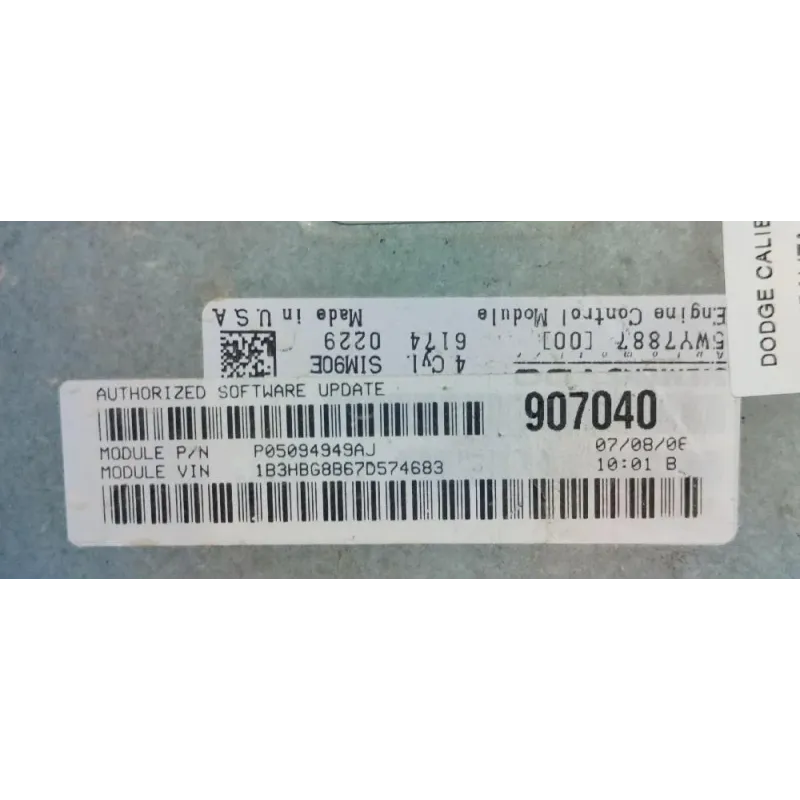 Engine Control Module Made in U.S.A
5WY7887 [00] 6174 0229
4 Cyl. SIM90E
AUTHORIZED SOFTWARE UPDATE
907040
MODULE P/N P05094949AJ 07/08/06
MODULE VIN 1B3HBG8B67D574683 10:01 B
DODGE CALIB